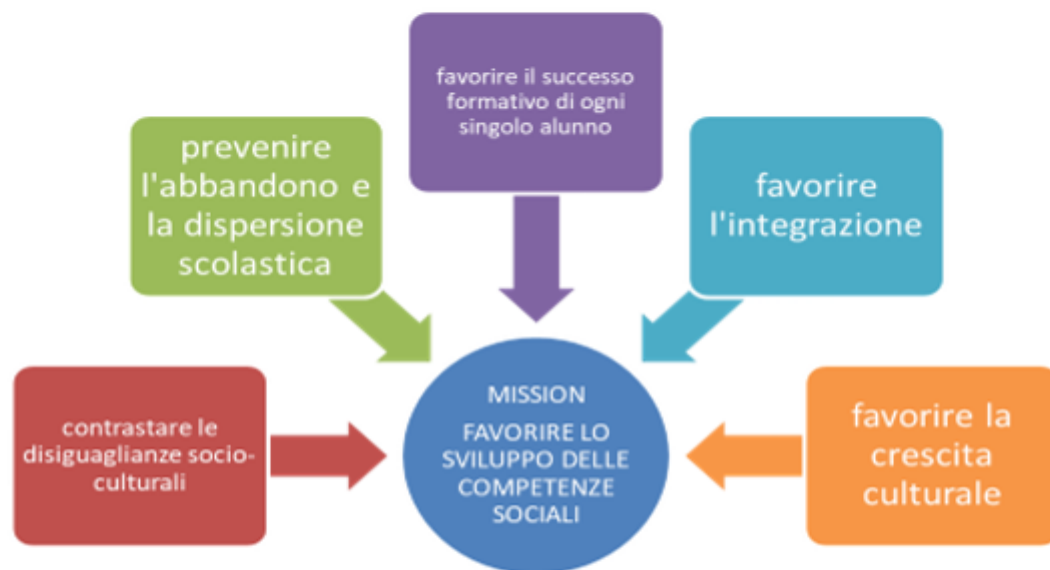 favorire il successo
formativo di ogni
singolo alunno
prevenire
l'abbandono e
la dispersione
scolastica
favorire
l'integrazione
contrastare le
disiguaglianze socio-
culturali
MISSION
FAVORIRE LO
SVILUPPO DELLE
COMPETENZE
SOCIALI
favorire la
crescita
culturale